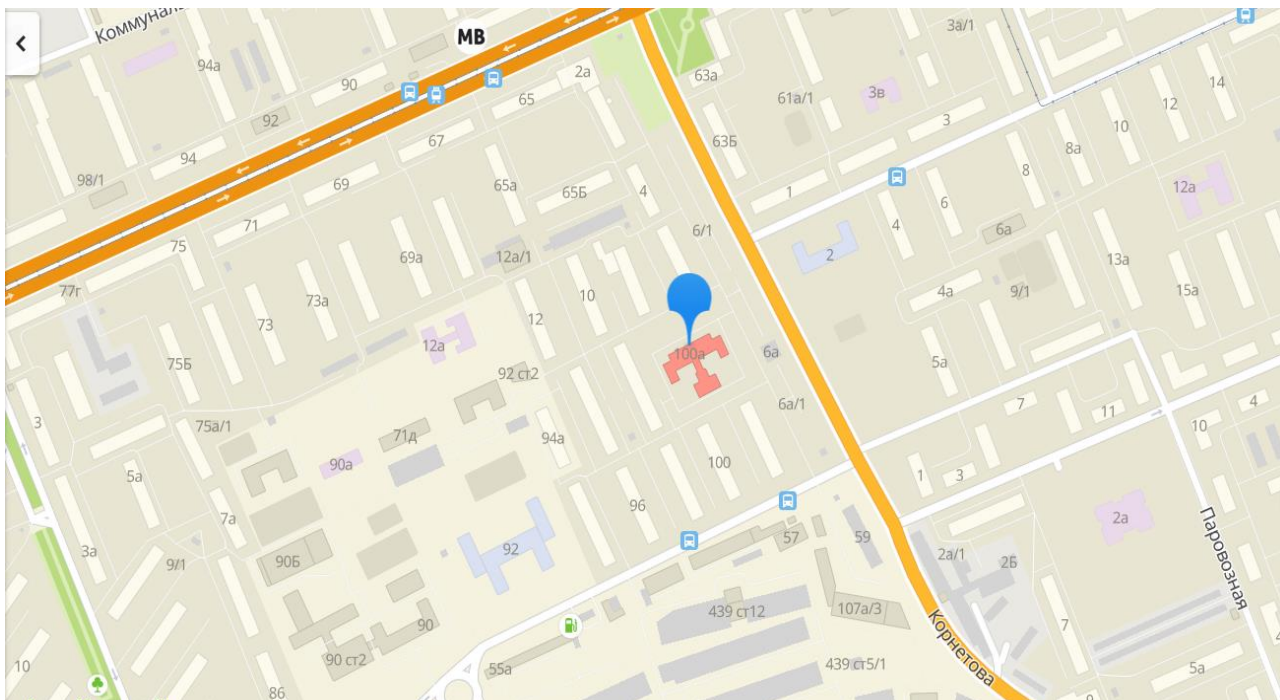 Коммуналь
МВ
94а
90
2а
65
63а
3а/1
61а/1
3в
3
12
14
10
92
94
98/1
67
69
65а
65Б
4
63Б
1
8а
8
12а
71
75
69а
12а/1
6/1
4
6
6а
2
13а
77г
73а
73
10
12
4а
9/1
15а
75Б
12а
92 ст2
100а
6а
5а
3
75а/1
71д
94а
6а/1
7
11
10
4
5а
90а
100
1
3
7а
96
2а
3а
9/1
90Б
92
57
59
2а/1
2Б
Паровозная
439 ст12
107а/3
Корнетова
7
90
90 ст2
10
86
55а
439 ст5/1
5а
9